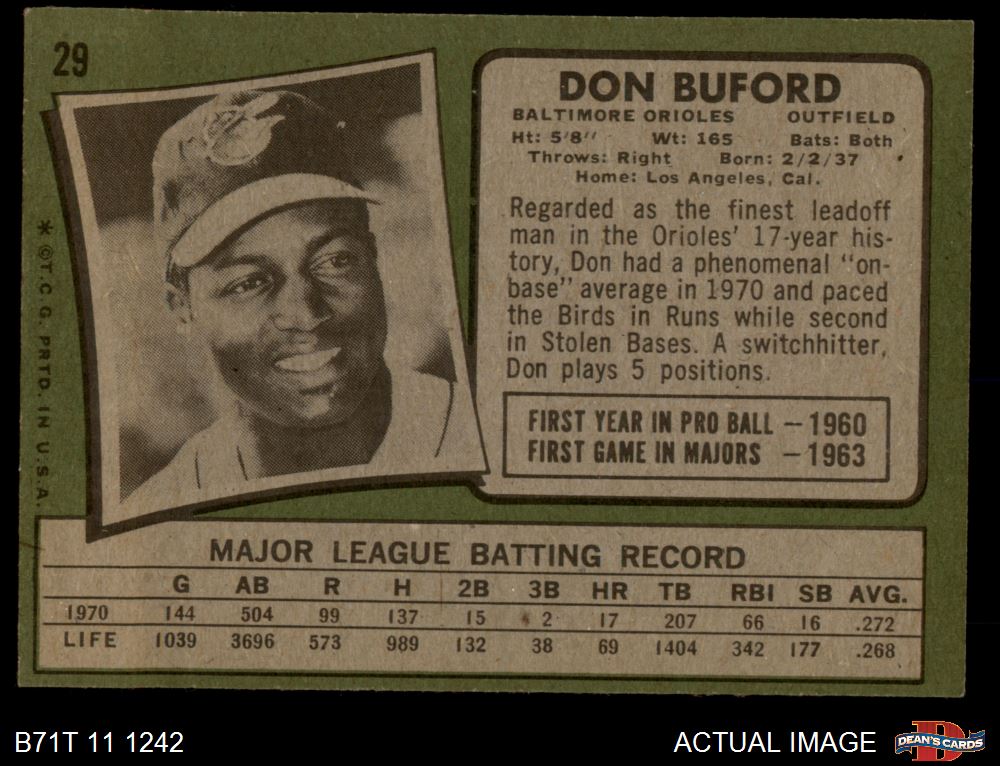 29
* ©T.C.G. PRTD. IN U.S.A.
DON BUFORD
BALTIMORE ORIOLES OUTFIELD
Ht: 5'8" Wt: 165 Bats: Both
Throws: Right Born: 2/2/37
Home: Los Angeles, Cal.
Regarded as the finest leadoff
man in the Orioles' 17-year his-
tory, Don had a phenomenal "on-
base" average in 1970 and paced
the Birds in Runs while second
in Stolen Bases. A switchhitter,
Don plays 5 positions.
FIRST YEAR IN PRO BALL — 1960
FIRST GAME IN MAJORS — 1963
MAJOR LEAGUE BATTING RECORD
G AB R H 2B 3B HR TB RBI SB AVG.
1970 144 504 99 137 15 2 17 207 66 16 .272
LIFE 1039 3696 573 989 132 38 69 1404 342 177 .268
B71T 11 1242
ACTUAL IMAGE
D
DEAN'S CARDS